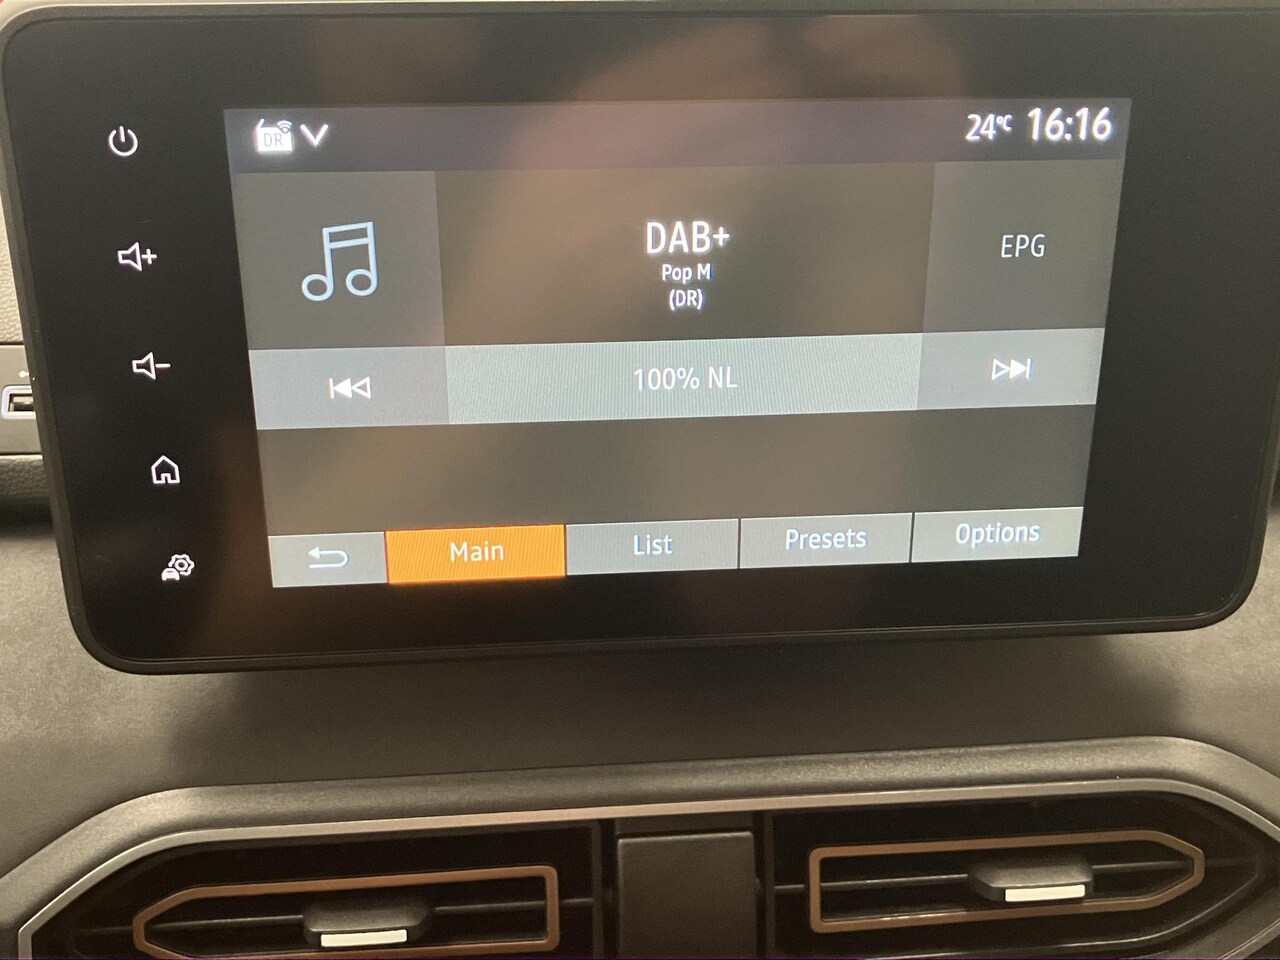 DR
24°C 16:16
DAB+
Pop M
(DR)
EPG
100% NL
Main
List
Presets
Options